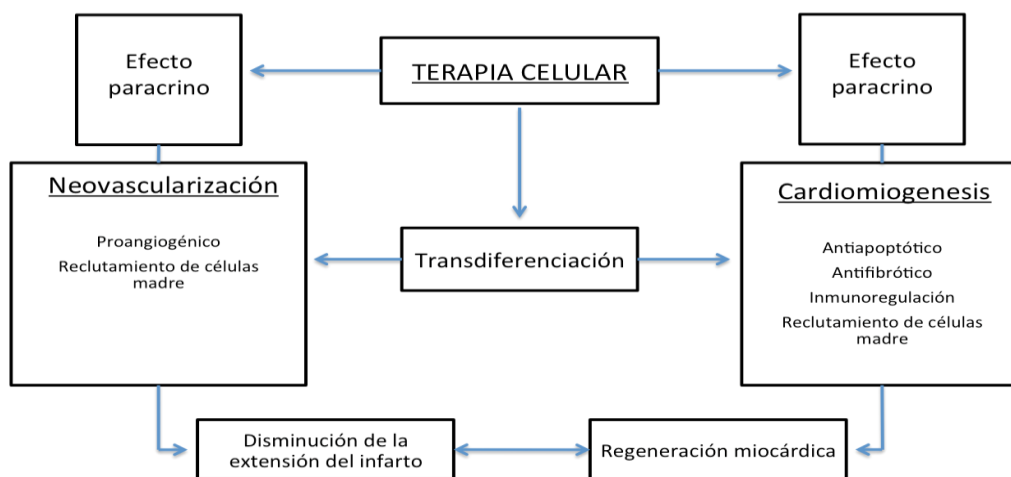 Efecto
paracrino
TERAPIA CELULAR
Efecto
paracrino
Neovascularización
Proangiogénico
Reclutamiento de células
madre
Transdiferenciación
Cardiomiogenesis
Antiapoptótico
Antifibrótico
Inmunoregulación
Reclutamiento de células
madre
Disminución de la
extensión del infarto
Regeneración miocárdica